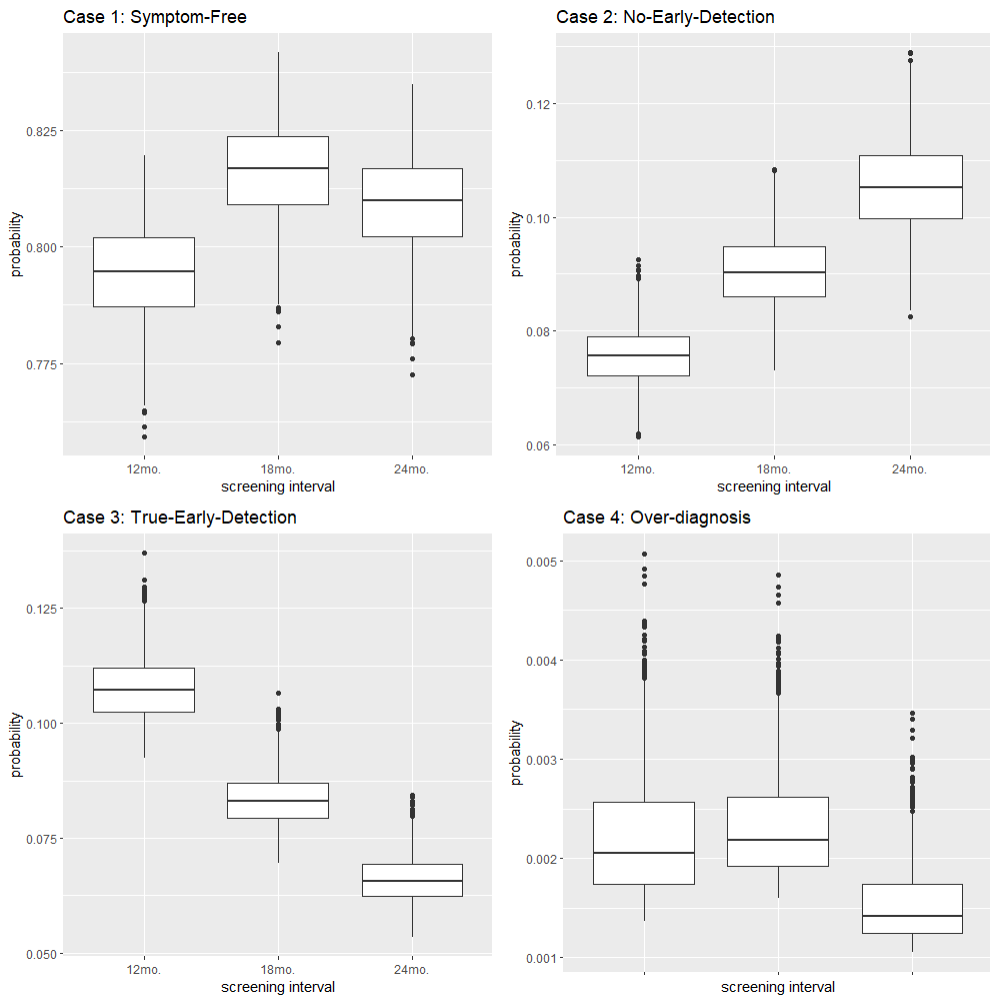 Case 1: Symptom-Free
probability
0.825
0.800
0.775
12mo.
18mo.
24mo.
screening interval
Case 2: No-Early-Detection
probability
0.12
0.10
0.08
0.06
12mo.
18mo.
24mo.
screening interval
Case 3: True-Early-Detection
probability
0.125
0.100
0.075
0.050
12mo.
18mo.
24mo.
screening interval
Case 4: Over-diagnosis
probability
0.005
0.004
0.003
0.002
0.001
screening interval